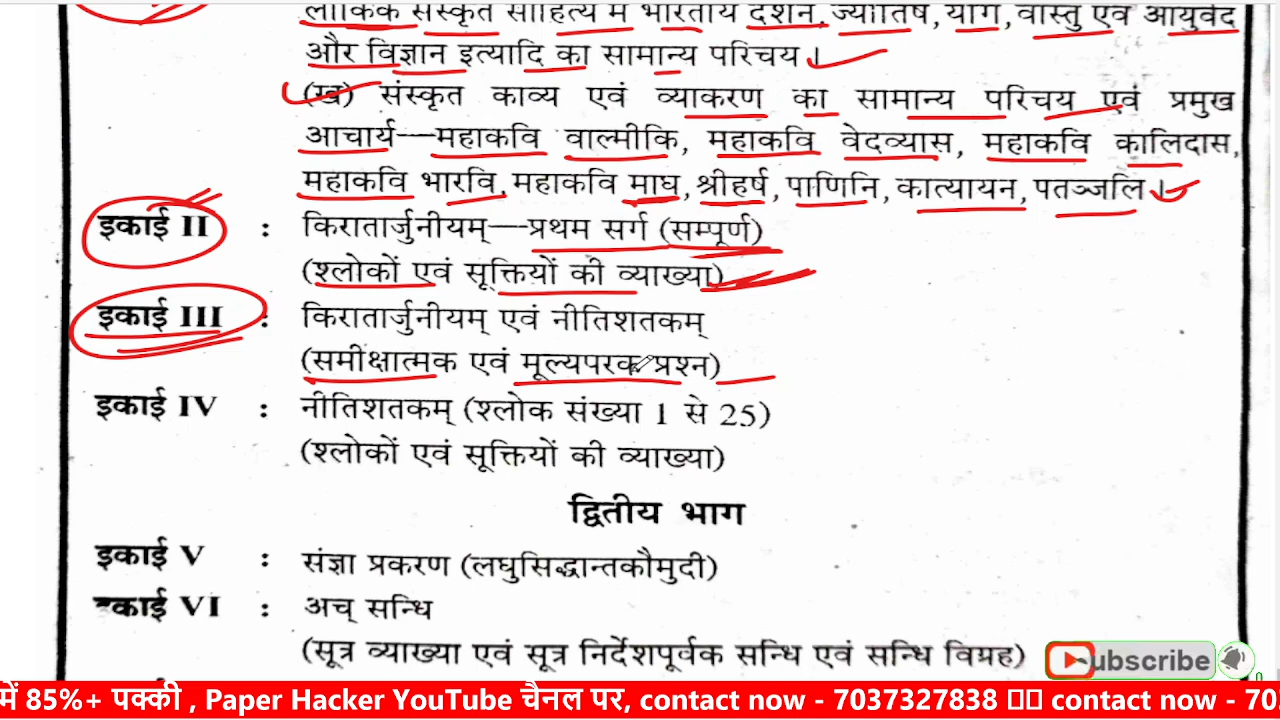 लौकिक संस्कृत साहित्य में भारतीय दर्शन, ज्योतिष, योग, वास्तु एवं आयुर्वेद
और विज्ञान इत्यादि का सामान्य परिचय।
(ख) संस्कृत काव्य एवं व्याकरण का सामान्य परिचय एवं प्रमुख
आचार्य—महाकवि वाल्मीकि, महाकवि वेदव्यास, महाकवि कालिदास,
महाकवि भारवि, महाकवि माघ, श्रीहर्ष, पाणिनि, कात्यायन, पतञ्जलि।
इकाई II : किरातार्जुनीयम्—प्रथम सर्ग (सम्पूर्ण)
(श्लोकों एवं सूक्तियों की व्याख्या)
इकाई III : किरातार्जुनीयम् एवं नीतिशतकम्
(समीक्षात्मक एवं मूल्यपरक प्रश्न)
इकाई IV : नीतिशतकम् (श्लोक संख्या 1 से 25)
(श्लोकों एवं सूक्तियों की व्याख्या)
द्वितीय भाग
इकाई V : संज्ञा प्रकरण (लघुसिद्धान्तकौमुदी)
इकाई VI : अच् सन्धि
(सूत्र व्याख्या एवं सूत्र निर्देशपूर्वक सन्धि एवं सन्धि विग्रह)
Subscribe
में 85%+ पक्की , Paper Hacker YouTube चैनल पर, contact now - 7037327838 contact now - 70